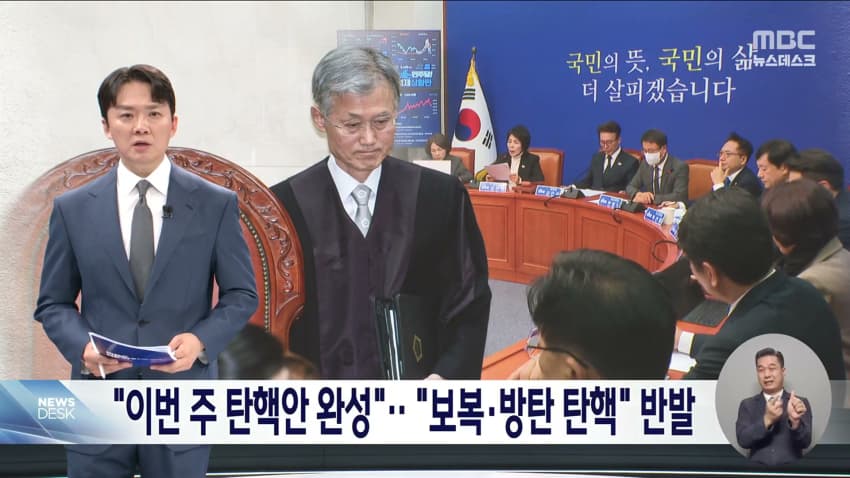 MBC
뉴스데스크
국민의 뜻, 국민의 삶
더 살피겠습니다
NEWS
DESK
"이번 주 탄핵안 완성"‥ "보복·방탄 탄핵" 반발